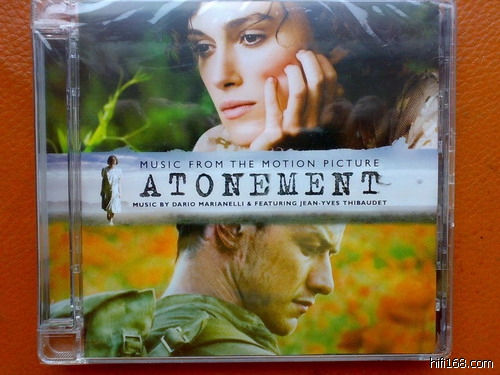 MUSIC FROM THE MOTION PICTURE
ATONEMENT
MUSIC BY DARIO MARIANELLI & FEATURING JEAN-YVES THIBAUDET
hifi168.com